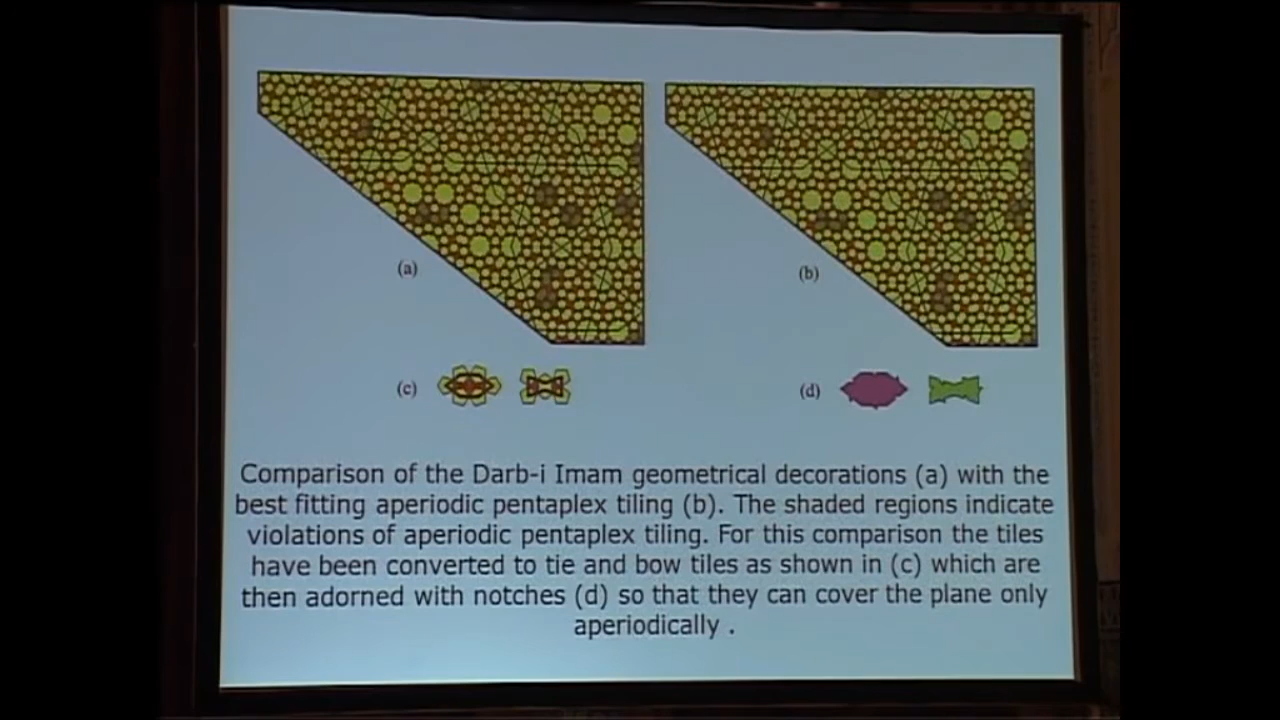 (a)
(b)
(c)
(d)
Comparison of the Darb-i Imam geometrical decorations (a) with the
best fitting aperiodic pentaplex tiling (b). The shaded regions indicate
violations of aperiodic pentaplex tiling. For this comparison the tiles
have been converted to tie and bow tiles as shown in (c) which are
then adorned with notches (d) so that they can cover the plane only
aperiodically .